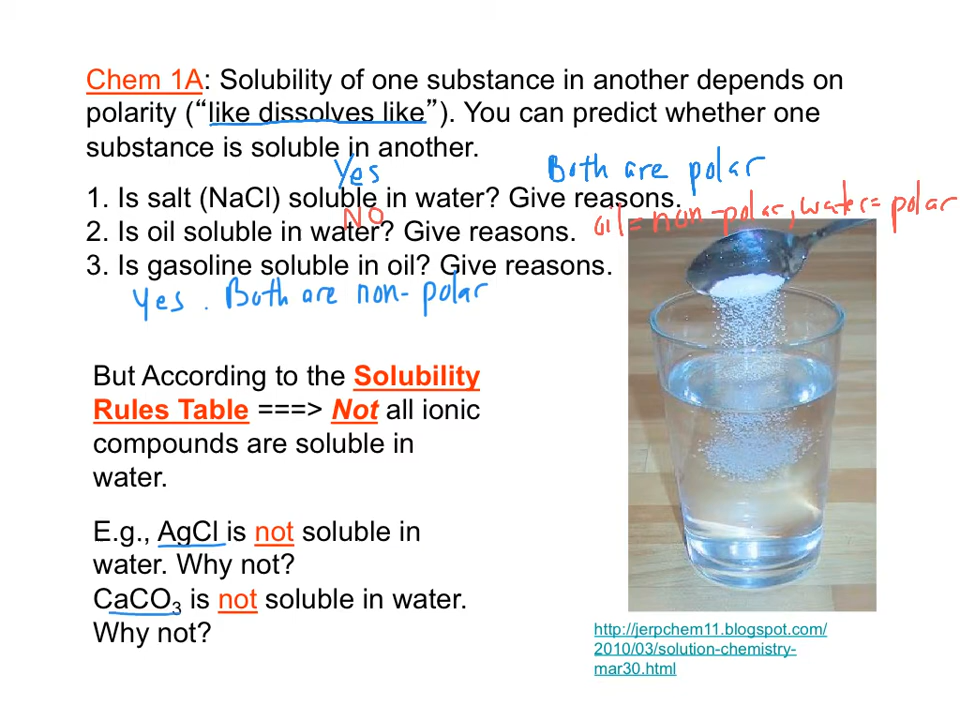 Chem 1A: Solubility of one substance in another depends on
polarity (“like dissolves like”). You can predict whether one
substance is soluble in another.
Yes
Both are polar
1. Is salt (NaCl) soluble in water? Give reasons.
NO
oil = non-polar, water = polar
2. Is oil soluble in water? Give reasons.
3. Is gasoline soluble in oil? Give reasons.
Yes. Both are non-polar
But According to the Solubility
Rules Table ===> Not all ionic
compounds are soluble in
water.
E.g., AgCl is not soluble in
water. Why not?
CaCO₃ is not soluble in water.
Why not?
http://jerpchem11.blogspot.com/
2010/03/solution-chemistry-
mar30.html